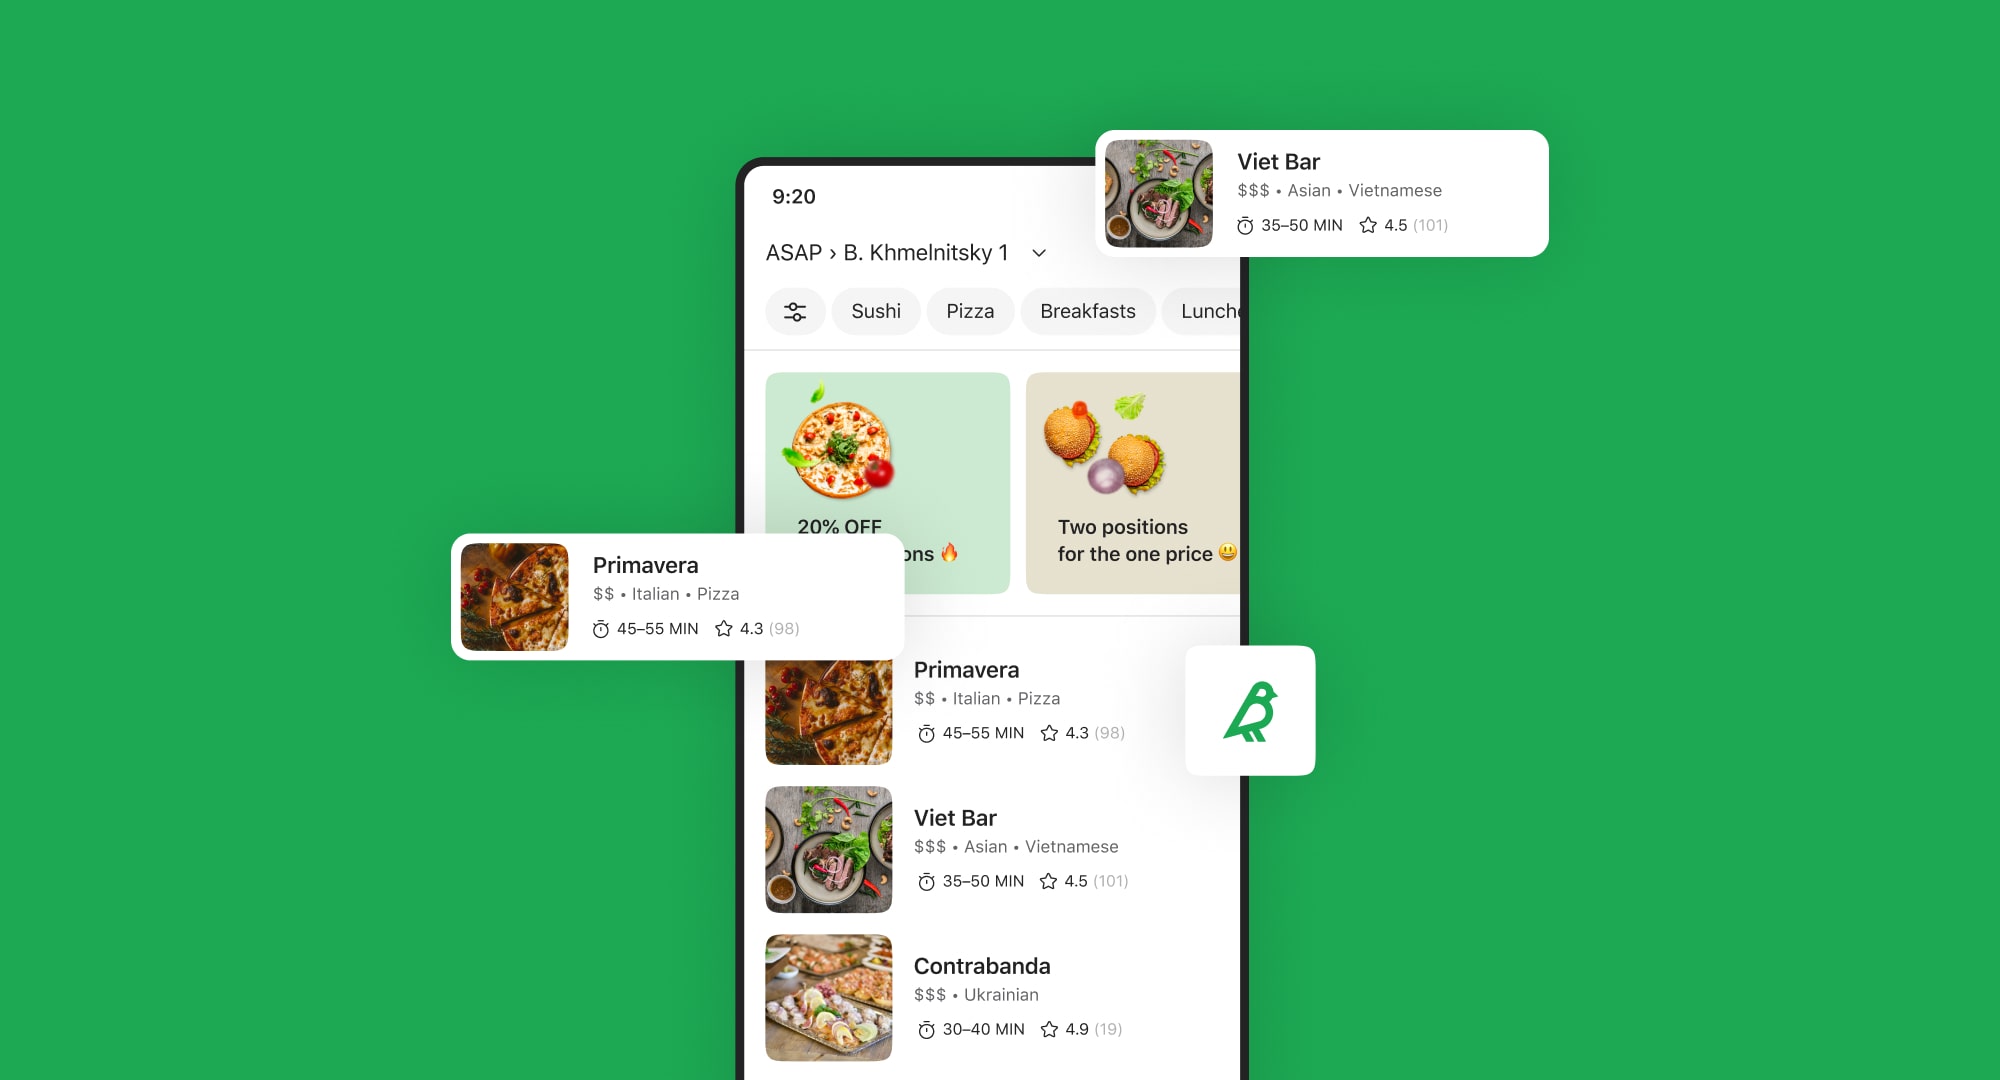 9:20
ASAP › B. Khmelnitsky 1
Sushi
Pizza
Breakfasts
Viet Bar
$$$ • Asian • Vietnamese
35–50 MIN 4.5 (101)
20% OFF
Two positions
for the one price 😃
Primavera
$$ • Italian • Pizza
45–55 MIN 4.3 (98)
Primavera
$$ • Italian • Pizza
45–55 MIN 4.3 (98)
Viet Bar
$$$ • Asian • Vietnamese
35–50 MIN 4.5 (101)
Contrabanda
$$$ • Ukrainian
30–40 MIN 4.9 (19)